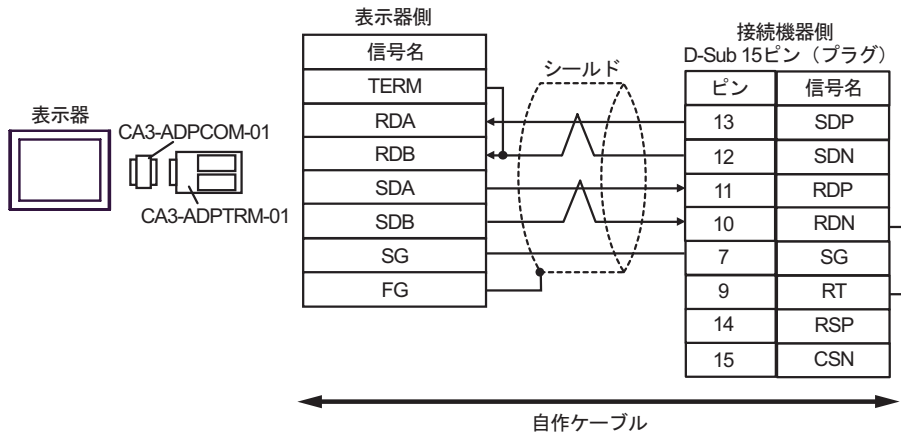 表示器側
信号名
TERM
RDA
RDB
SDA
SDB
SG
FG
シールド
接続機器側
D-Sub 15ピン（プラグ）
ピン 信号名
13 SDP
12 SDN
11 RDP
10 RDN
7 SG
9 RT
14 RSP
15 CSN
表示器
CA3-ADPCOM-01
CA3-ADPTRM-01
自作ケーブル